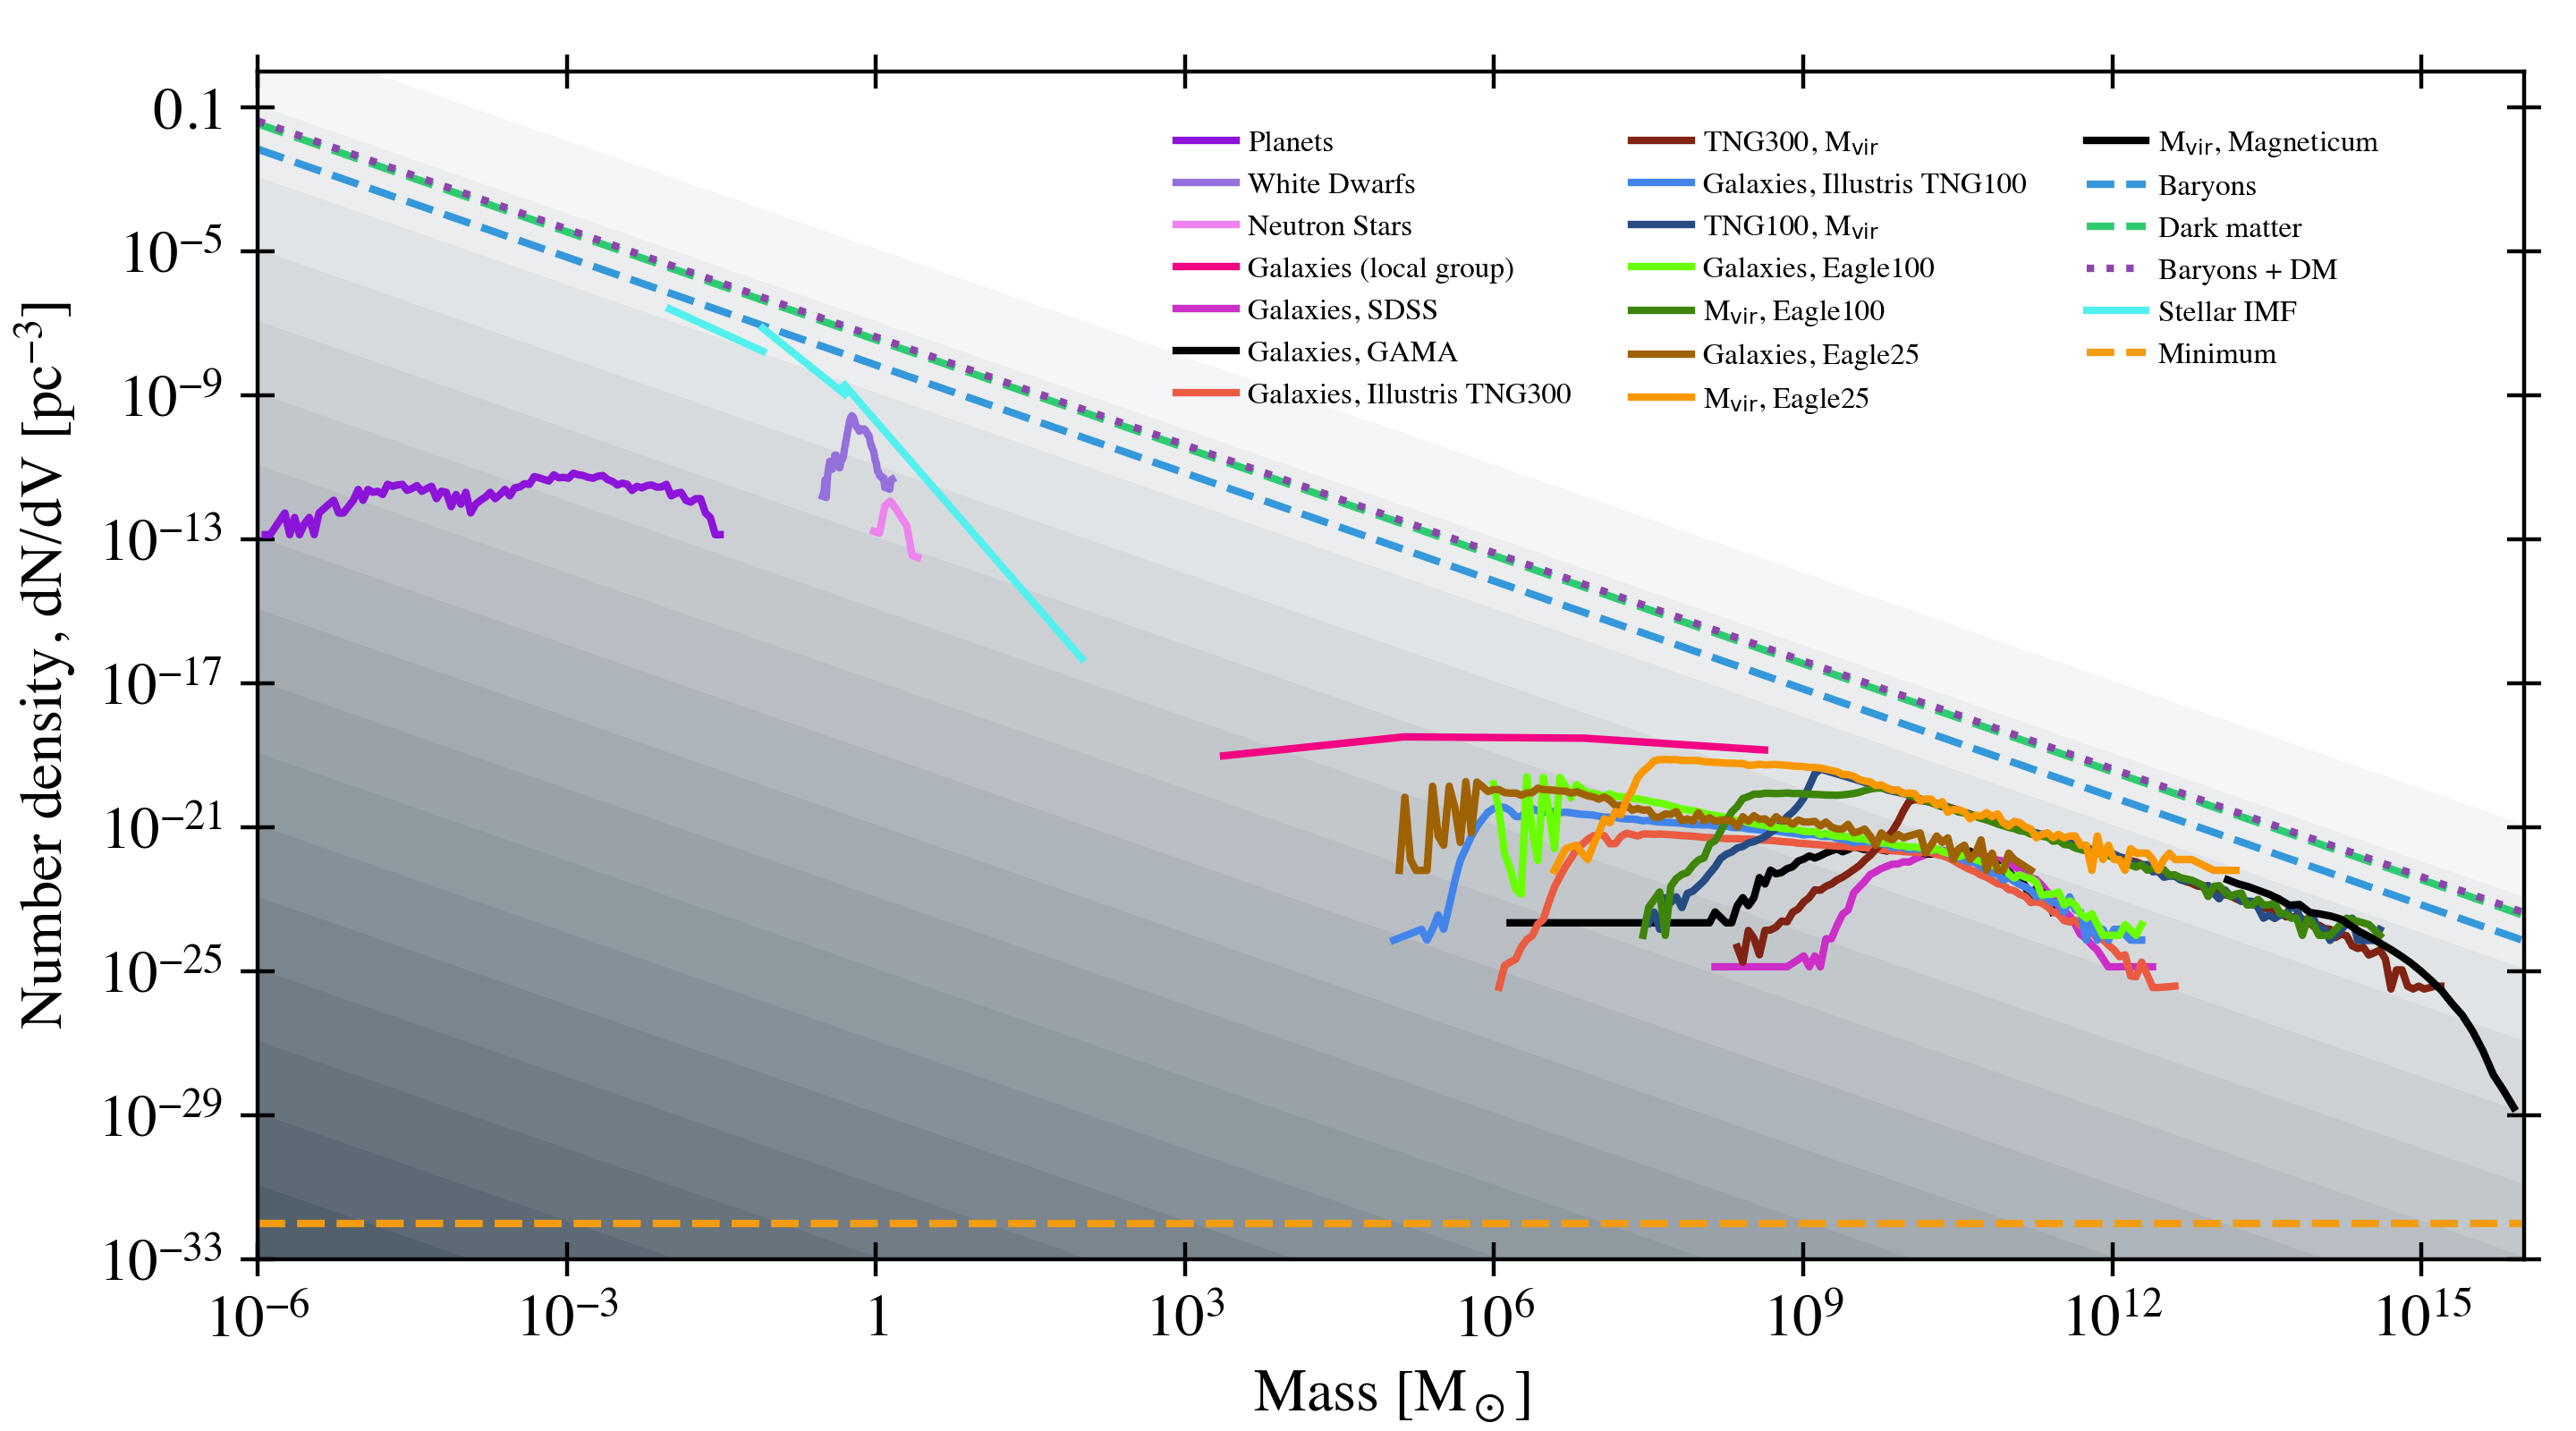 Number density, dN/dV [pc⁻³]
0.1
10⁻⁵
10⁻⁹
10⁻¹³
10⁻¹⁷
10⁻²¹
10⁻²⁵
10⁻²⁹
10⁻³³
Planets
White Dwarfs
Neutron Stars
Galaxies (local group)
Galaxies, SDSS
Galaxies, GAMA
Galaxies, Illustris TNG300
TNG300, Mvir
Galaxies, Illustris TNG100
TNG100, Mvir
Galaxies, Eagle100
Mvir, Eagle100
Galaxies, Eagle25
Mvir, Eagle25
Mvir, Magneticum
Baryons
Dark matter
Baryons + DM
Stellar IMF
Minimum
10⁻⁶ 10⁻³ 1 10³ 10⁶ 10⁹ 10¹² 10¹⁵
Mass [M⊙]